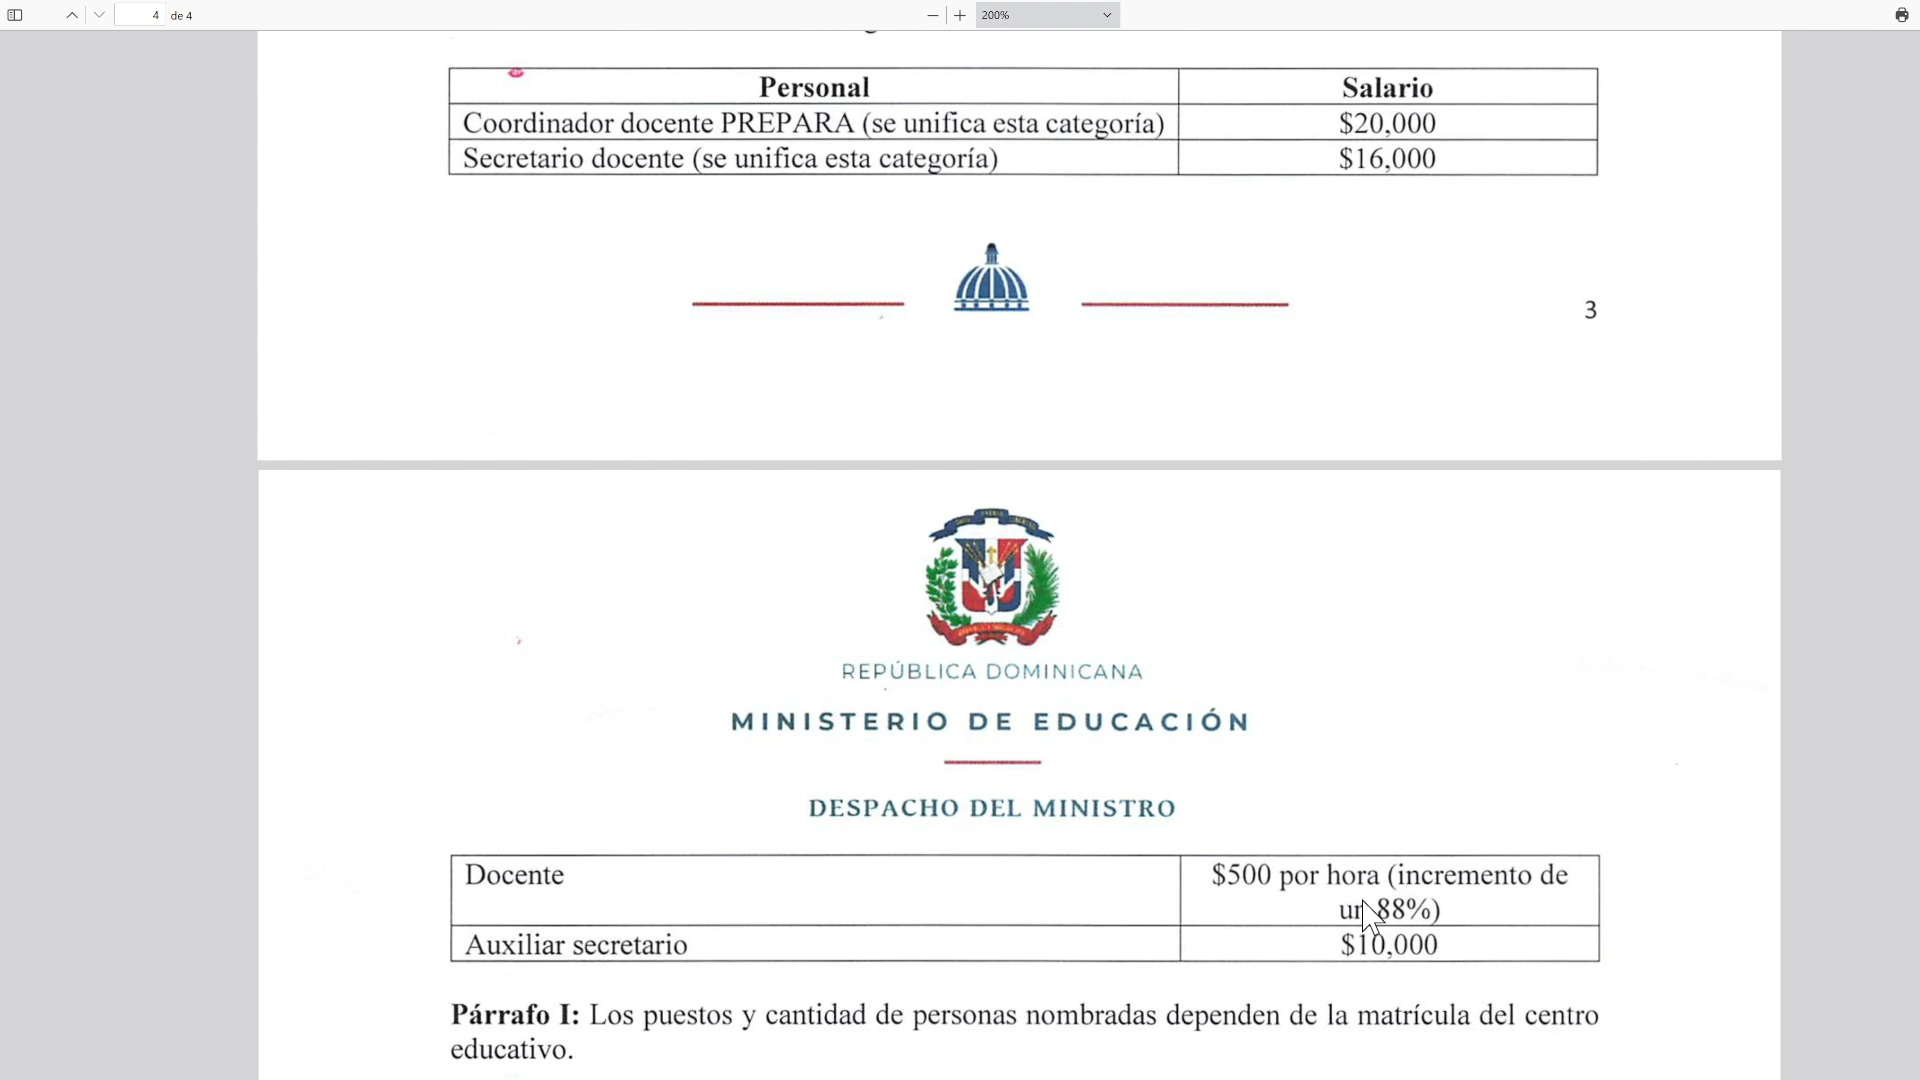 4 de 4
200%
Personal Salario
Coordinador docente PREPARA (se unifica esta categoría) $20,000
Secretario docente (se unifica esta categoría) $16,000
3
REPÚBLICA DOMINICANA
MINISTERIO DE EDUCACIÓN
DESPACHO DEL MINISTRO
Docente $500 por hora (incremento de
un 88%)
Auxiliar secretario $10,000
Párrafo I: Los puestos y cantidad de personas nombradas dependen de la matrícula del centro
educativo.